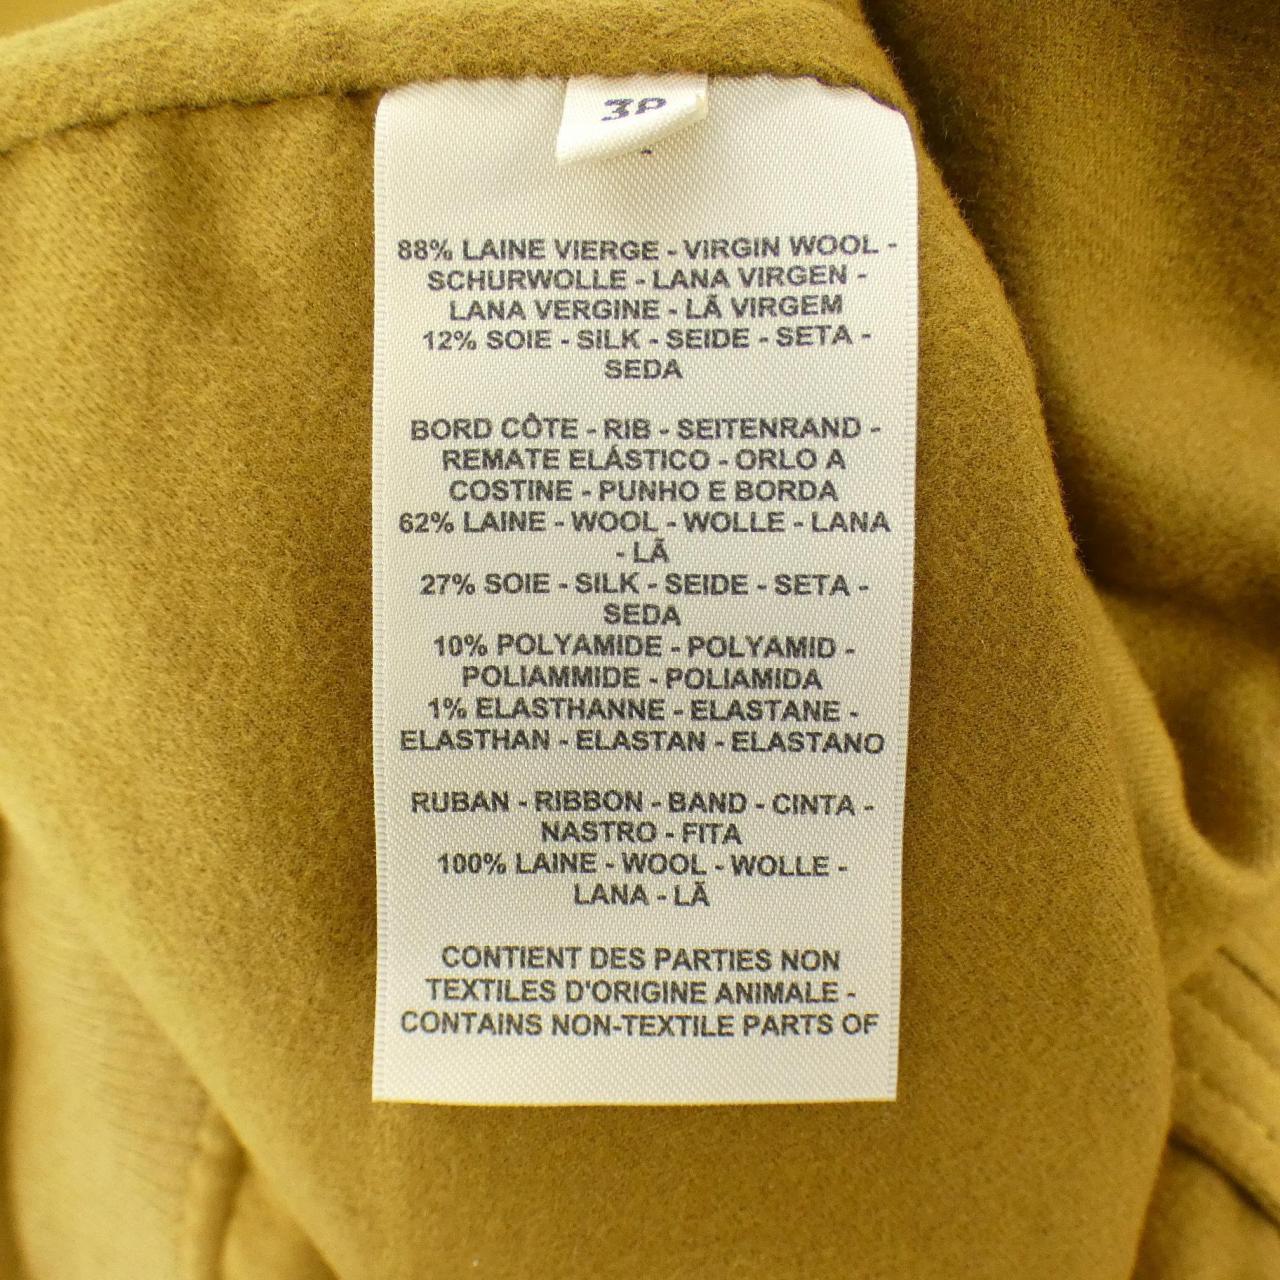 3P
88% LAINE VIERGE - VIRGIN WOOL -
SCHURWOLLE - LANA VIRGEN -
LANA VERGINE - LÃ VIRGEM
12% SOIE - SILK - SEIDE - SETA -
SEDA
BORD CÔTE - RIB - SEITENRAND -
REMATE ELÁSTICO - ORLO A
COSTINE - PUNHO E BORDA
62% LAINE - WOOL - WOLLE - LANA
- LÃ
27% SOIE - SILK - SEIDE - SETA -
SEDA
10% POLYAMIDE - POLYAMID -
POLIAMMIDE - POLIAMIDA
1% ELASTHANNE - ELASTANE -
ELASTHAN - ELASTAN - ELASTANO
RUBAN - RIBBON - BAND - CINTA -
NASTRO - FITA
100% LAINE - WOOL - WOLLE -
LANA - LÃ
CONTIENT DES PARTIES NON
TEXTILES D'ORIGINE ANIMALE -
CONTAINS NON-TEXTILE PARTS OF